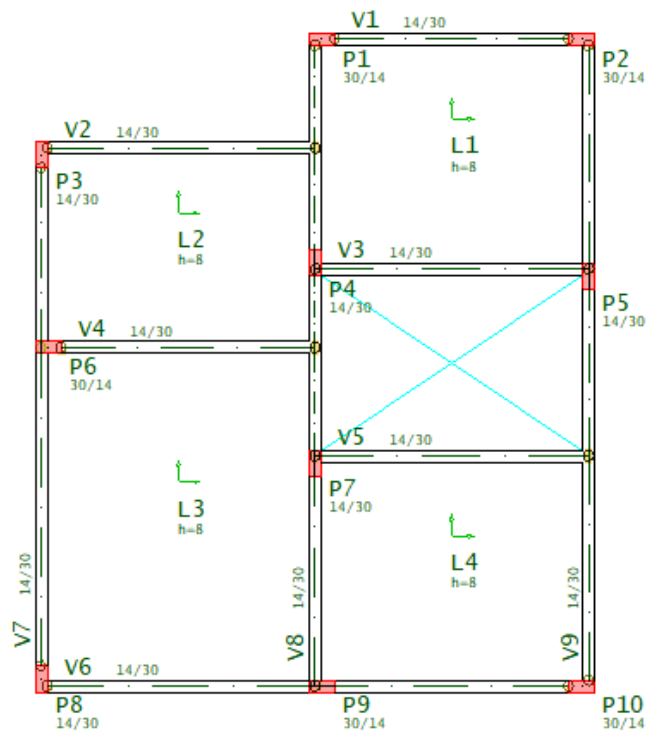 V1 14/30
P1
30/14
P2
30/14
V2 14/30
L1
h=8
P3
14/30
L2
h=8
V3 14/30
P4
14/30
P5
14/30
V4 14/30
P6
30/14
V5 14/30
P7
14/30
L3
h=8
L4
h=8
V7 14/30
V8 14/30
V9 14/30
V6 14/30
P8
14/30
P9
30/14
P10
30/14